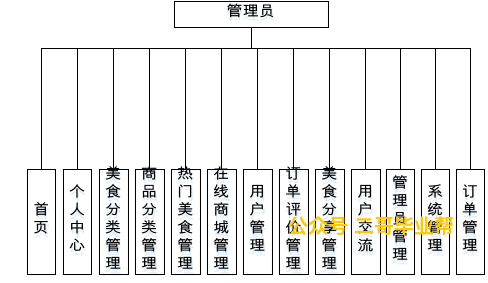 管理员
首页
个人中心
美食分类管理
商品分类管理
热门美食管理
在线商城管理
用户管理
订单评价管理
美食分享管理
用户交流
管理员管理
系统管理
订单管理
公众号 三哥毕业帮